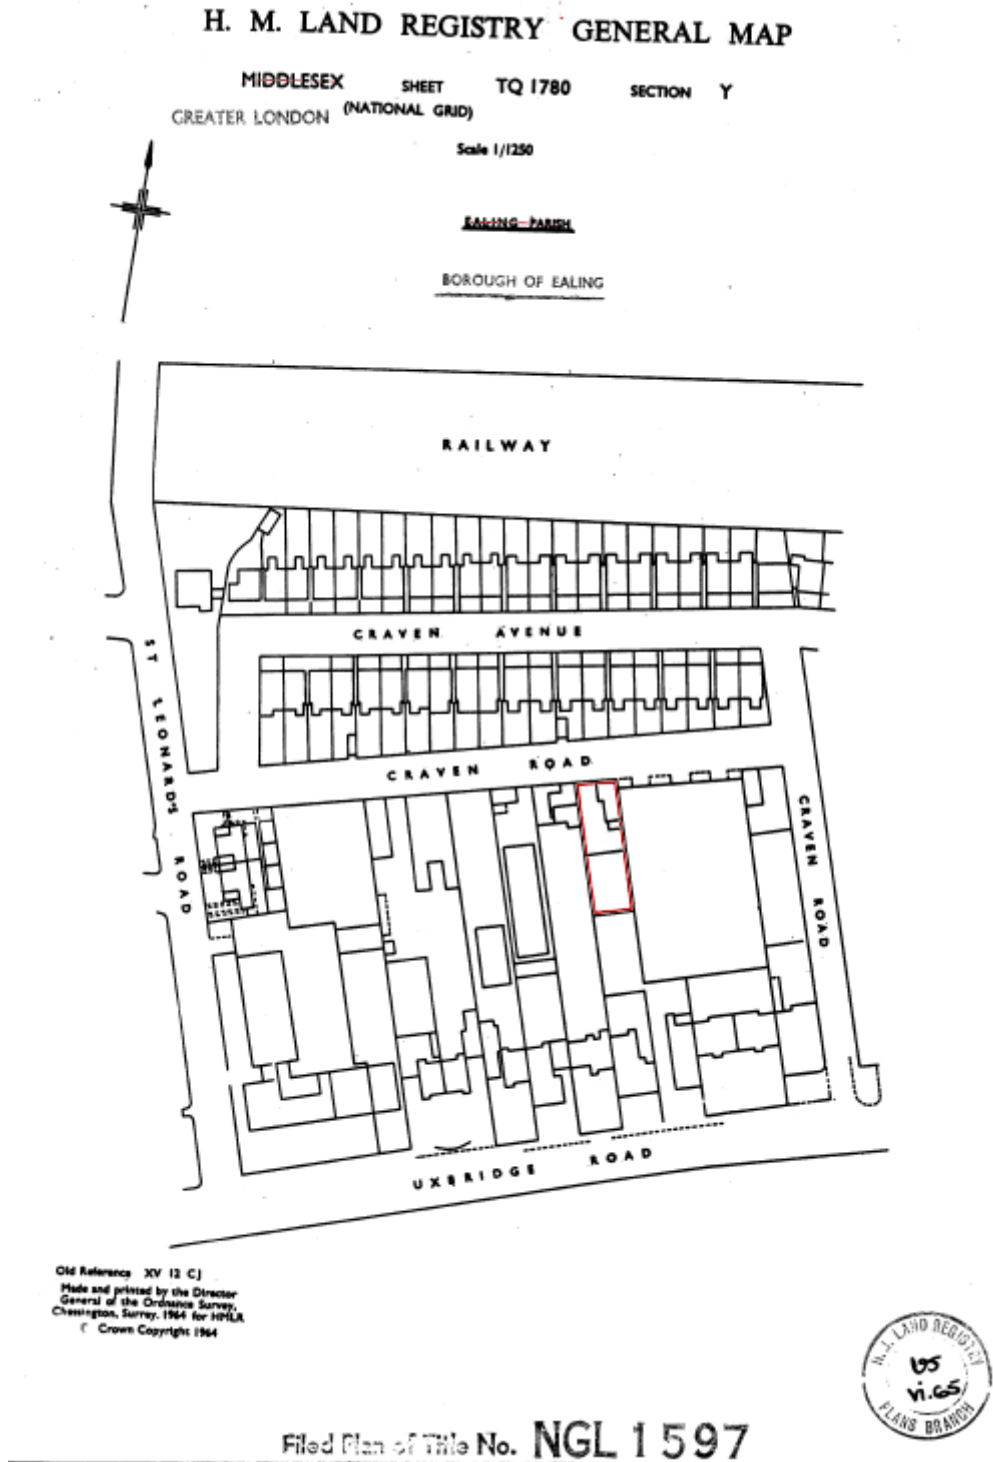 H. M. LAND REGISTRY GENERAL MAP
MIDDLESEX SHEET TQ 1780 SECTION Y
GREATER LONDON (NATIONAL GRID)
Scale 1/1250
EALING PARISH
BOROUGH OF EALING
RAILWAY
CRAVEN AVENUE
ST LEONARD'S ROAD
CRAVEN ROAD
CRAVEN ROAD
UXBRIDGE ROAD
Old Reference XV 12 CJ
Made and printed by the Director
General of the Ordnance Survey,
Chessington, Surrey, 1964 for HMLR
© Crown Copyright 1964
LAND REGISTRY
vi.65
PLANS BRANCH
Filed Plan of Title No. NGL 1597